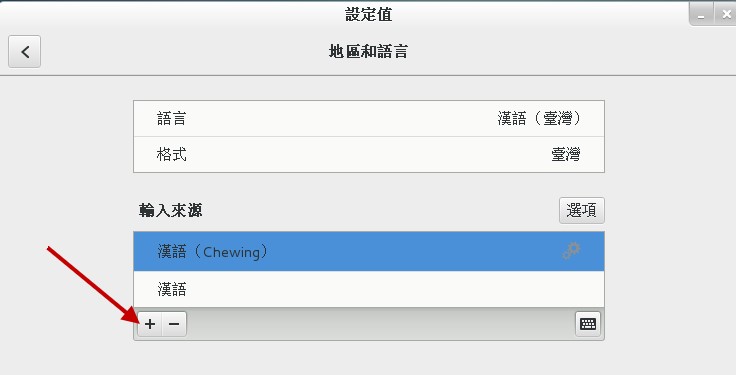 設定值
地區和語言
語言 漢語（臺灣）
格式 臺灣
輸入來源 選項
漢語（Chewing）
漢語